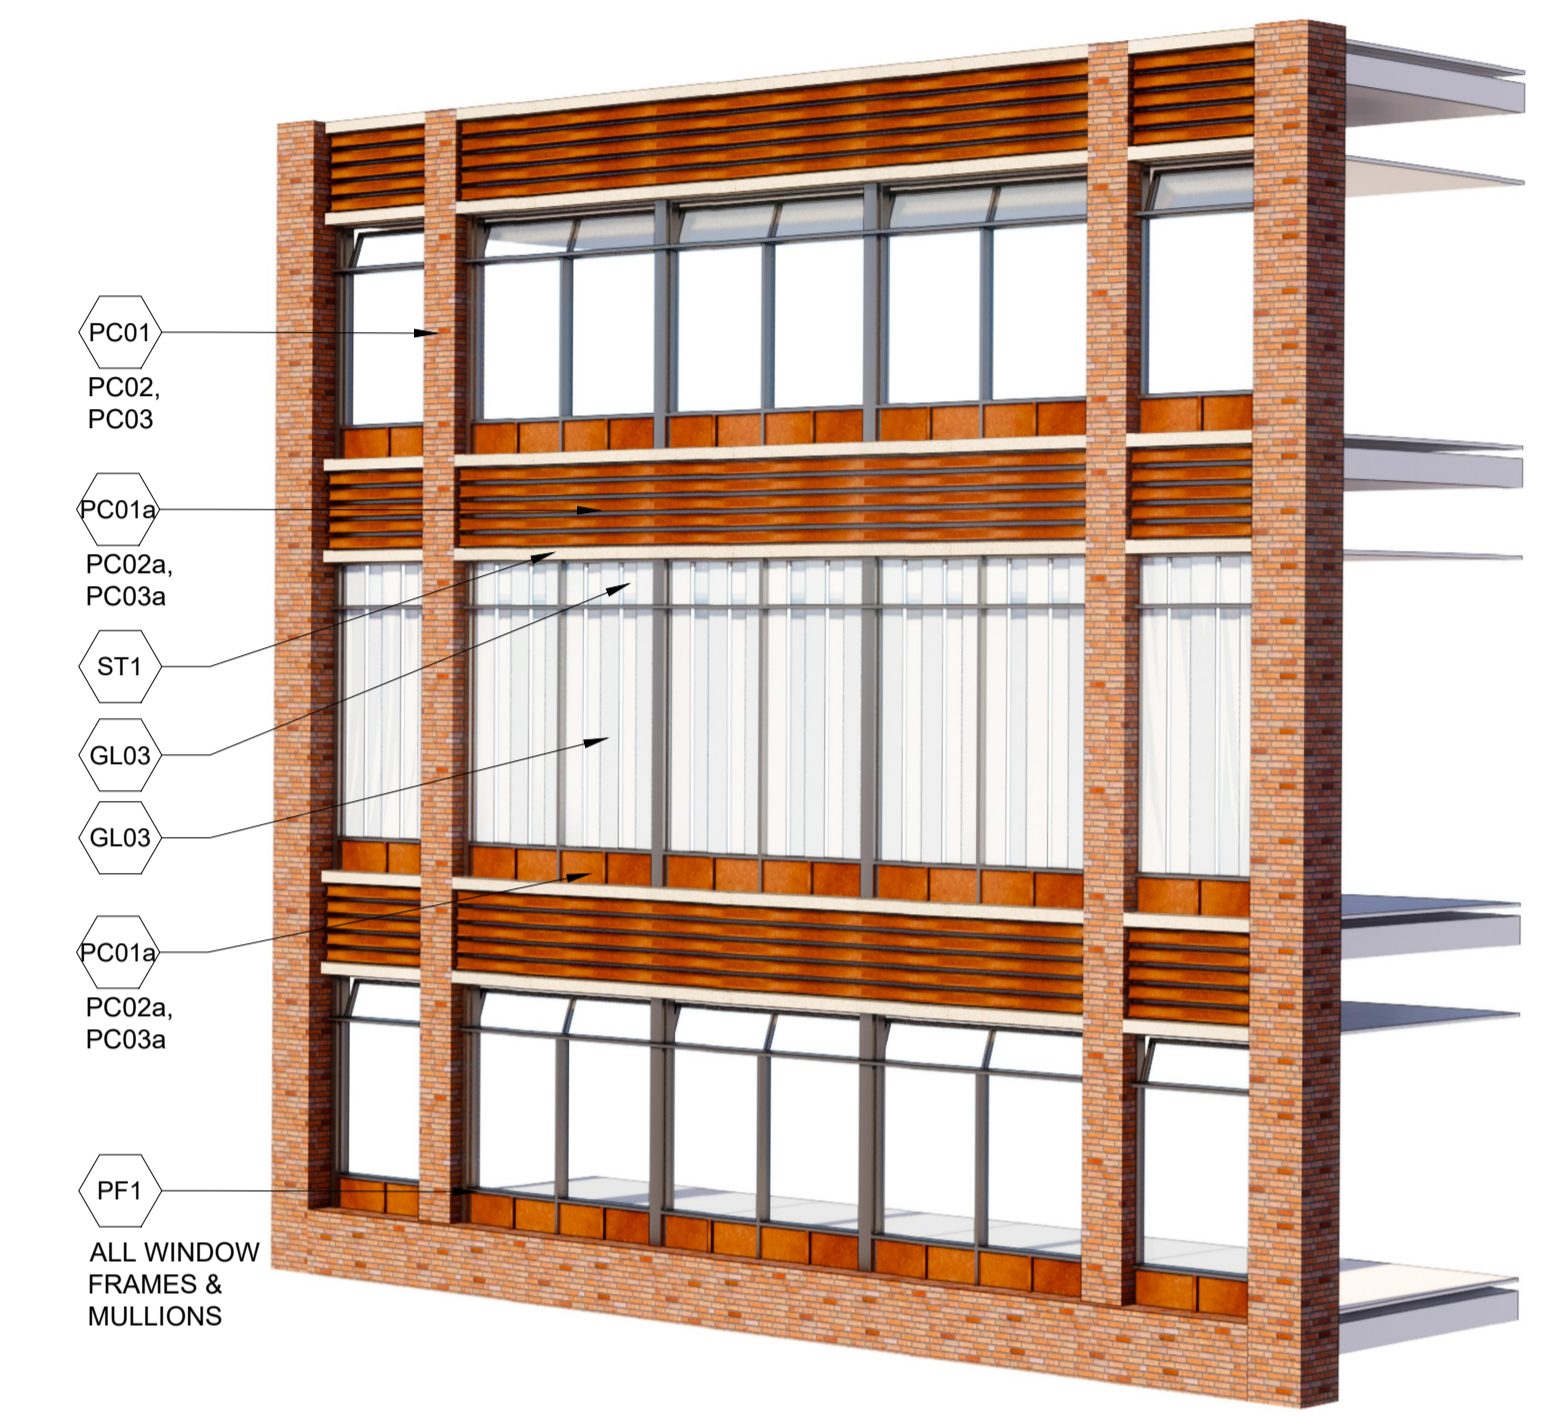 PC01
PC02,
PC03
PC01a
PC02a,
PC03a
ST1
GL03
GL03
PC01a
PC02a,
PC03a
PF1
ALL WINDOW
FRAMES &
MULLIONS